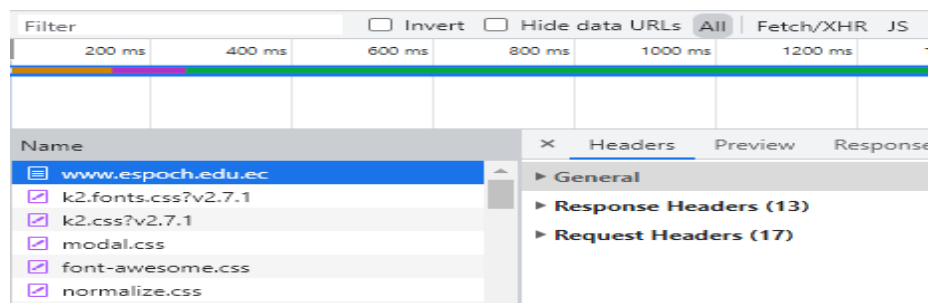 Filter Invert Hide data URLs All Fetch/XHR JS
200 ms 400 ms 600 ms 800 ms 1000 ms 1200 ms
Name × Headers Preview Response
www.espoch.edu.ec
k2.fonts.css?v2.7.1
k2.css?v2.7.1
modal.css
font-awesome.css
normalize.css
General
Response Headers (13)
Request Headers (17)